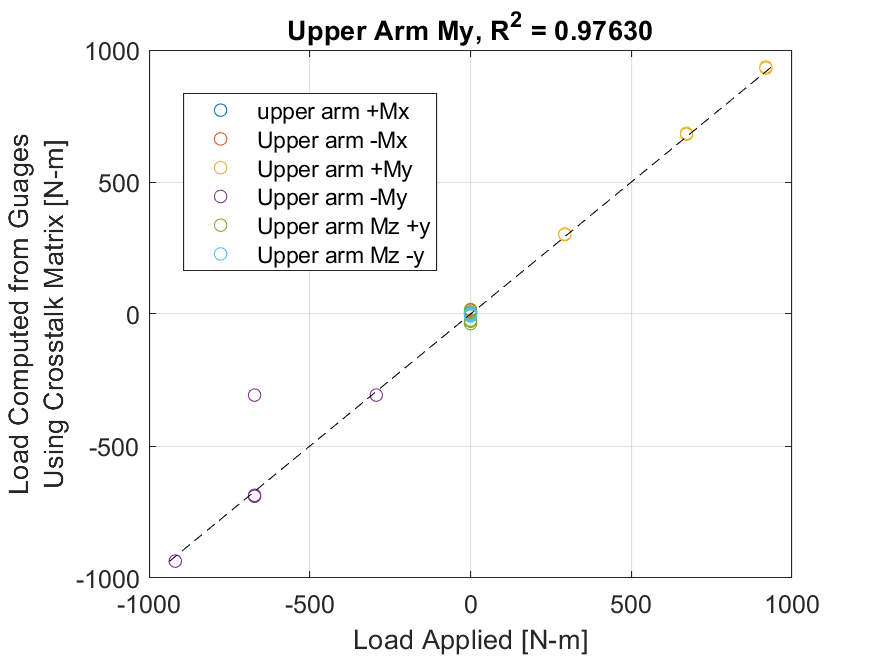 Upper Arm My, R² = 0.97630
Load Computed from Guages
Using Crosstalk Matrix [N-m]
1000
500
0
-500
-1000
upper arm +Mx
Upper arm -Mx
Upper arm +My
Upper arm -My
Upper arm Mz +y
Upper arm Mz -y
-1000 -500 0 500 1000
Load Applied [N-m]